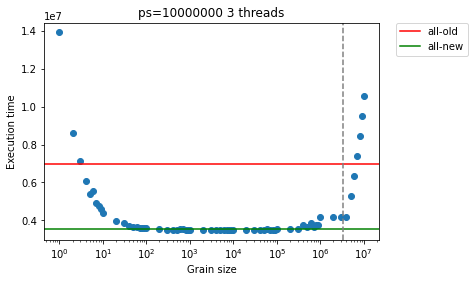 ps=10000000 3 threads
1e7
all-old
all-new
1.4
1.2
1.0
0.8
0.6
0.4
Execution time
10⁰ 10¹ 10² 10³ 10⁴ 10⁵ 10⁶ 10⁷
Grain size